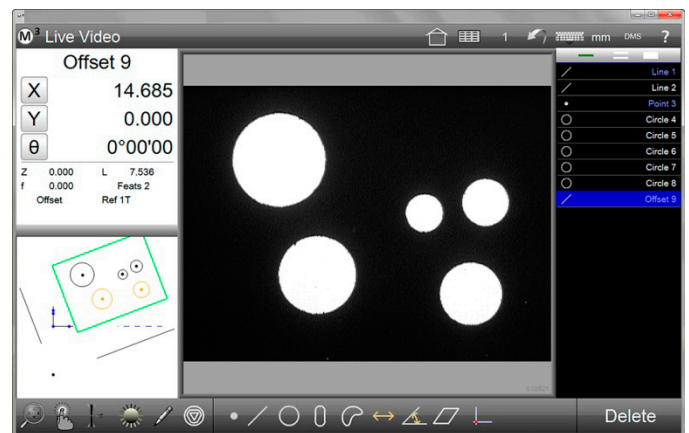 M³ Live Video
1 mm DMS ?
Offset 9
X 14.685
Y 0.000
θ 0°00'00
Z 0.000 L 7.536
f 0.000 Feats 2
Offset Ref 1T
Line 1
Line 2
Point 3
Circle 4
Circle 5
Circle 6
Circle 7
Circle 8
Offset 9
Delete